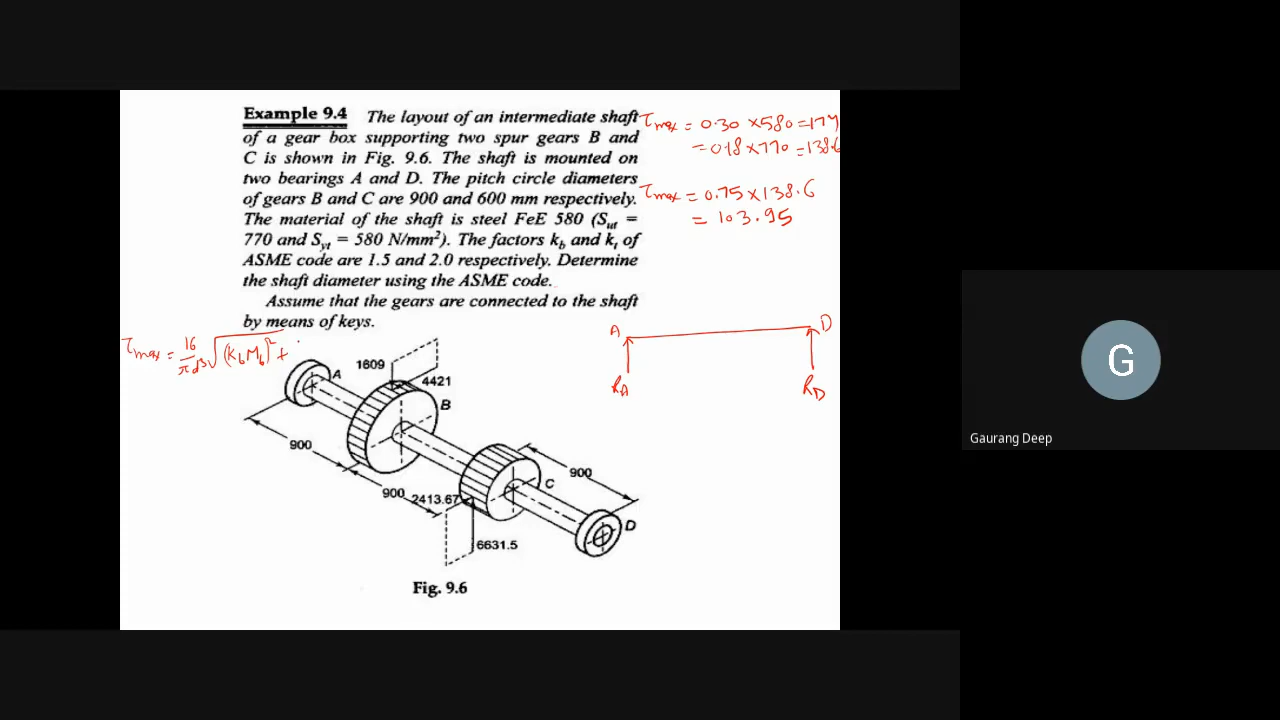 Example 9.4 The layout of an intermediate shaft
of a gear box supporting two spur gears B and
C is shown in Fig. 9.6. The shaft is mounted on
two bearings A and D. The pitch circle diameters
of gears B and C are 900 and 600 mm respectively.
The material of the shaft is steel FeE 580 (Sut =
770 and Syt = 580 N/mm²). The factors kb and kt of
ASME code are 1.5 and 2.0 respectively. Determine
the shaft diameter using the ASME code.
Assume that the gears are connected to the shaft
by means of keys.
τmax = 0.30 × 580 = 174
= 0.18 × 770 = 138.6
τmax = 0.75 × 138.6
= 103.95
τmax = 16/πd³ √(KbMb)² +
A
D
RA
RD
1609
A
4421
B
900
900
900
2413.67
C
D
6631.5
Fig. 9.6
G
Gaurang Deep